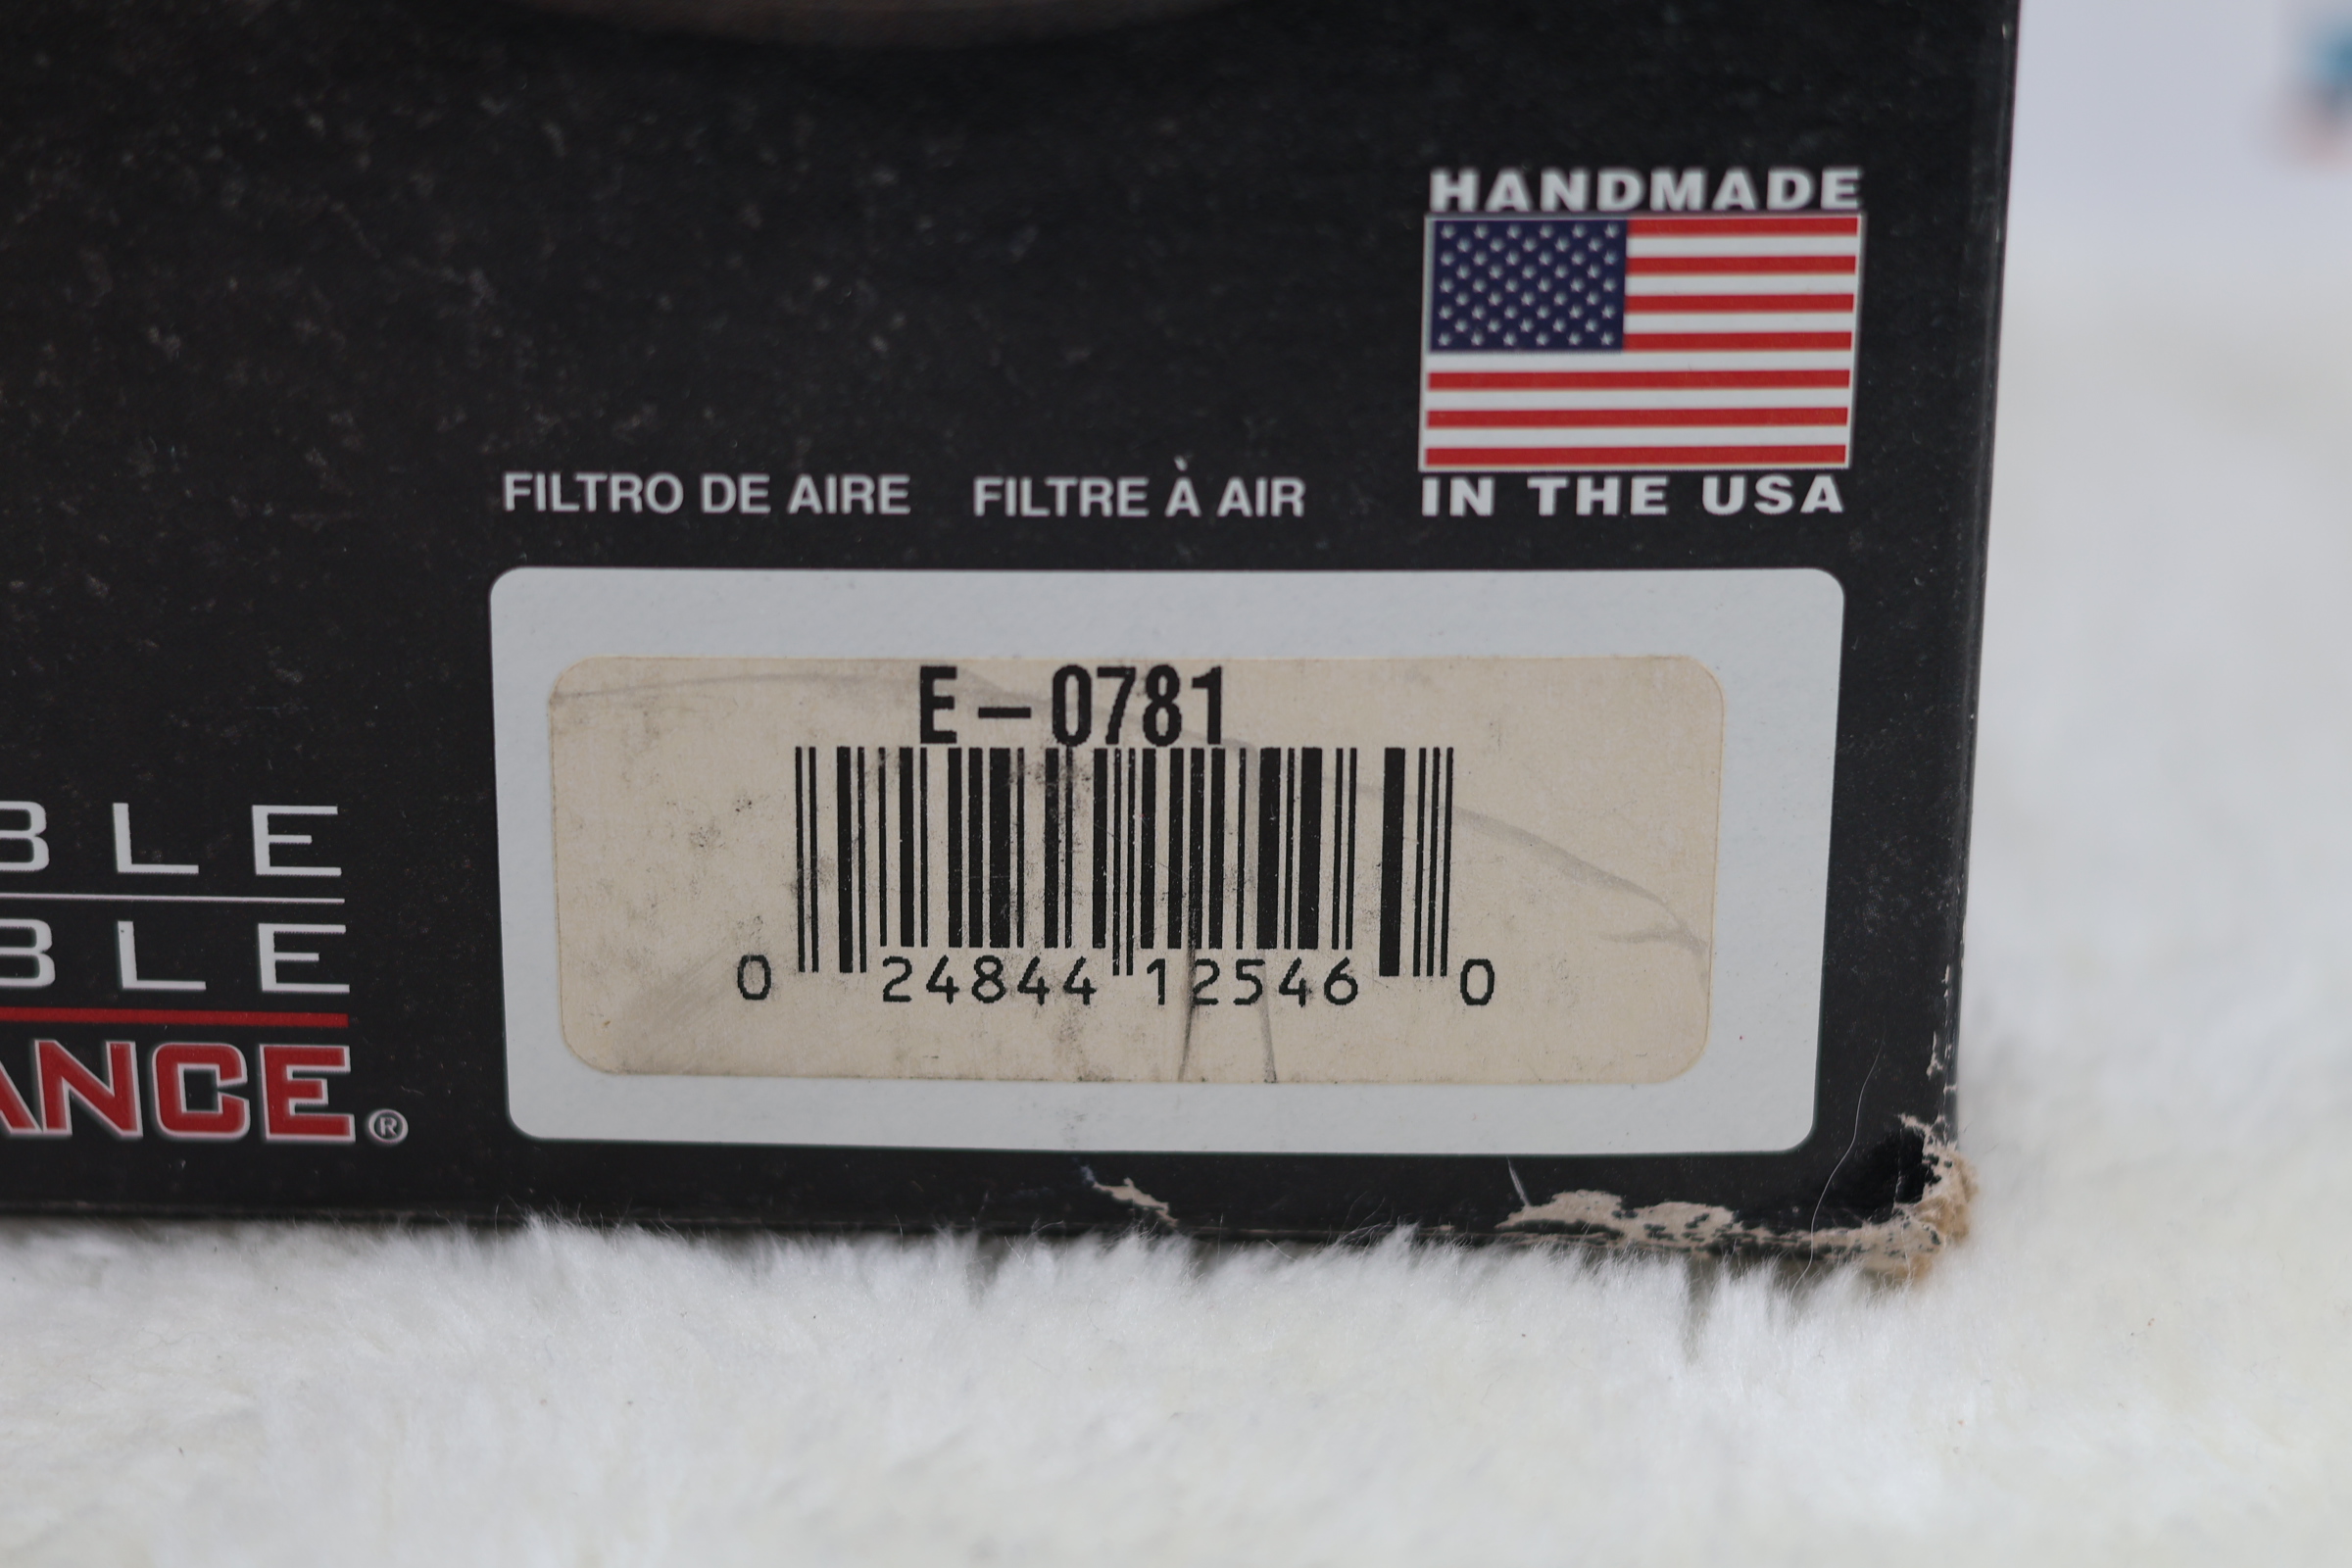 HANDMADE
IN THE USA
FILTRO DE AIRE FILTRE À AIR
E-0781
0 24844 12546 0
BLE
BLE
ANCE®